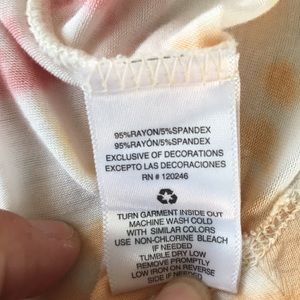 95%RAYON/5%SPANDEX
95%RAYÓN/5%SPANDEX
EXCLUSIVE OF DECORATIONS
EXCEPTO LAS DECORACIONES
RN # 120246
TURN GARMENT INSIDE OUT
MACHINE WASH COLD
WITH SIMILAR COLORS
USE NON-CHLORINE BLEACH
IF NEEDED
TUMBLE DRY LOW
REMOVE PROMPTLY
LOW IRON ON REVERSE
SIDE IF NEEDED